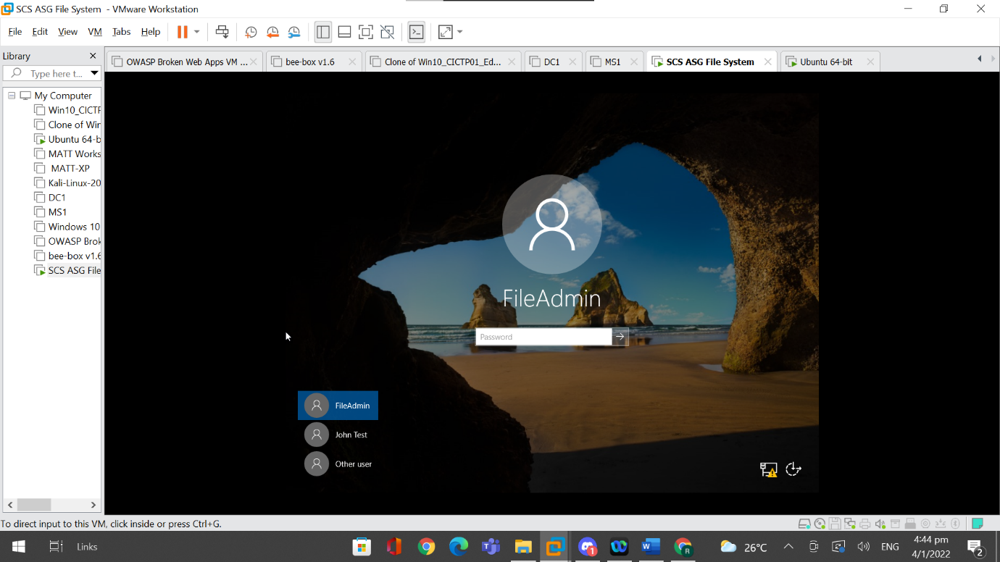 SCS ASG File System - VMware Workstation
File Edit View VM Tabs Help
Library
Type here t...
OWASP Broken Web Apps VM ...
bee-box v1.6
Clone of Win10_CICTP01_Ed...
DC1
MS1
SCS ASG File System
Ubuntu 64-bit
My Computer
Win10_CICTF
Clone of Wir
Ubuntu 64-b
MATT Works
MATT-XP
Kali-Linux-20
DC1
MS1
Windows 10
OWASP Brok
bee-box v1.6
SCS ASG File
FileAdmin
Password
FileAdmin
John Test
Other user
To direct input to this VM, click inside or press Ctrl+G.
Links
1
R
26°C
ENG
4:44 pm
4/1/2022
2